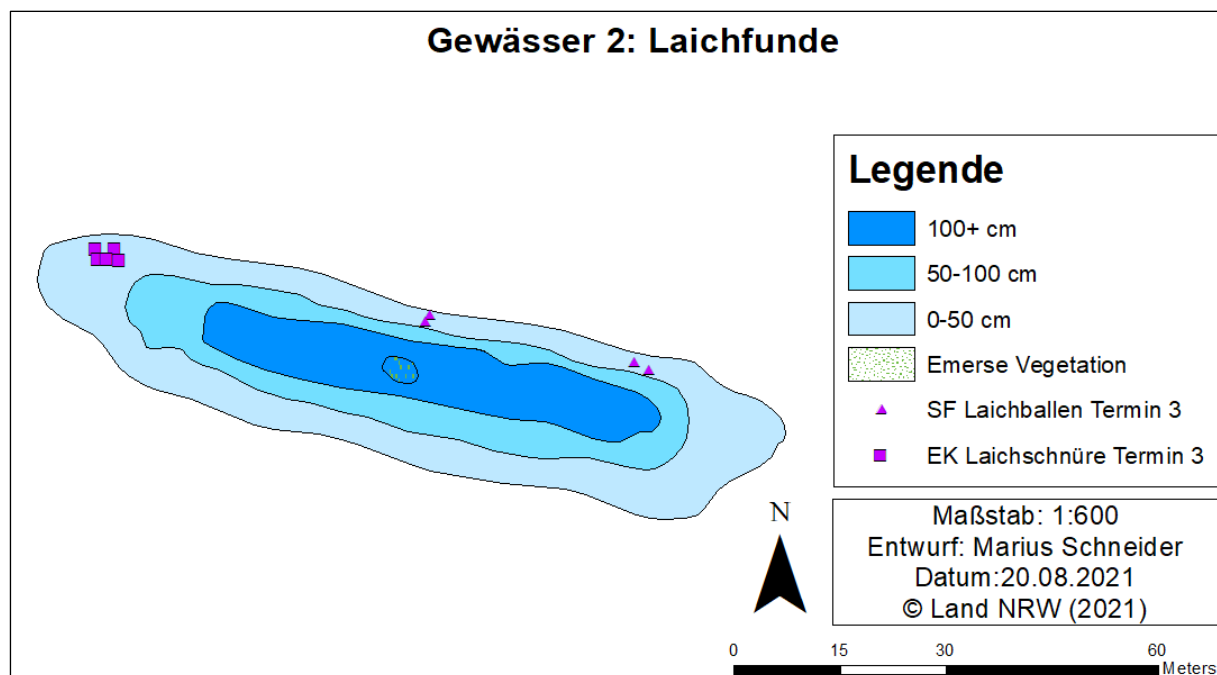 Gewässer 2: Laichfunde
Legende
100+ cm
50-100 cm
0-50 cm
Emerse Vegetation
SF Laichballen Termin 3
EK Laichschnüre Termin 3
N
Maßstab: 1:600
Entwurf: Marius Schneider
Datum:20.08.2021
© Land NRW (2021)
0 15 30 60
Meters